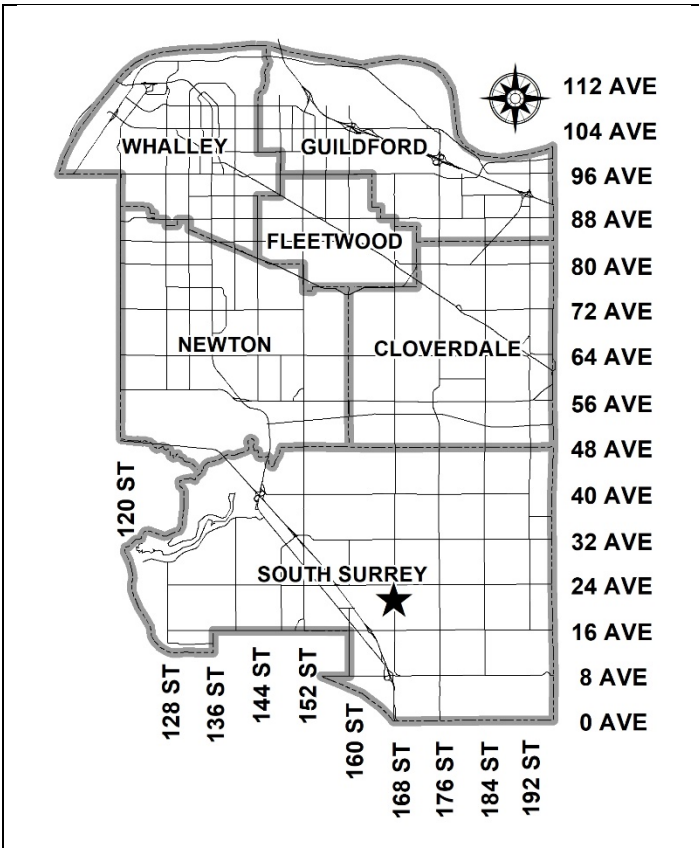 112 AVE
104 AVE
WHALLEY
GUILDFORD
96 AVE
88 AVE
FLEETWOOD
80 AVE
72 AVE
NEWTON
CLOVERDALE
64 AVE
56 AVE
48 AVE
120 ST
40 AVE
32 AVE
SOUTH SURREY
24 AVE
16 AVE
8 AVE
0 AVE
128 ST
136 ST
144 ST
152 ST
160 ST
168 ST
176 ST
184 ST
192 ST